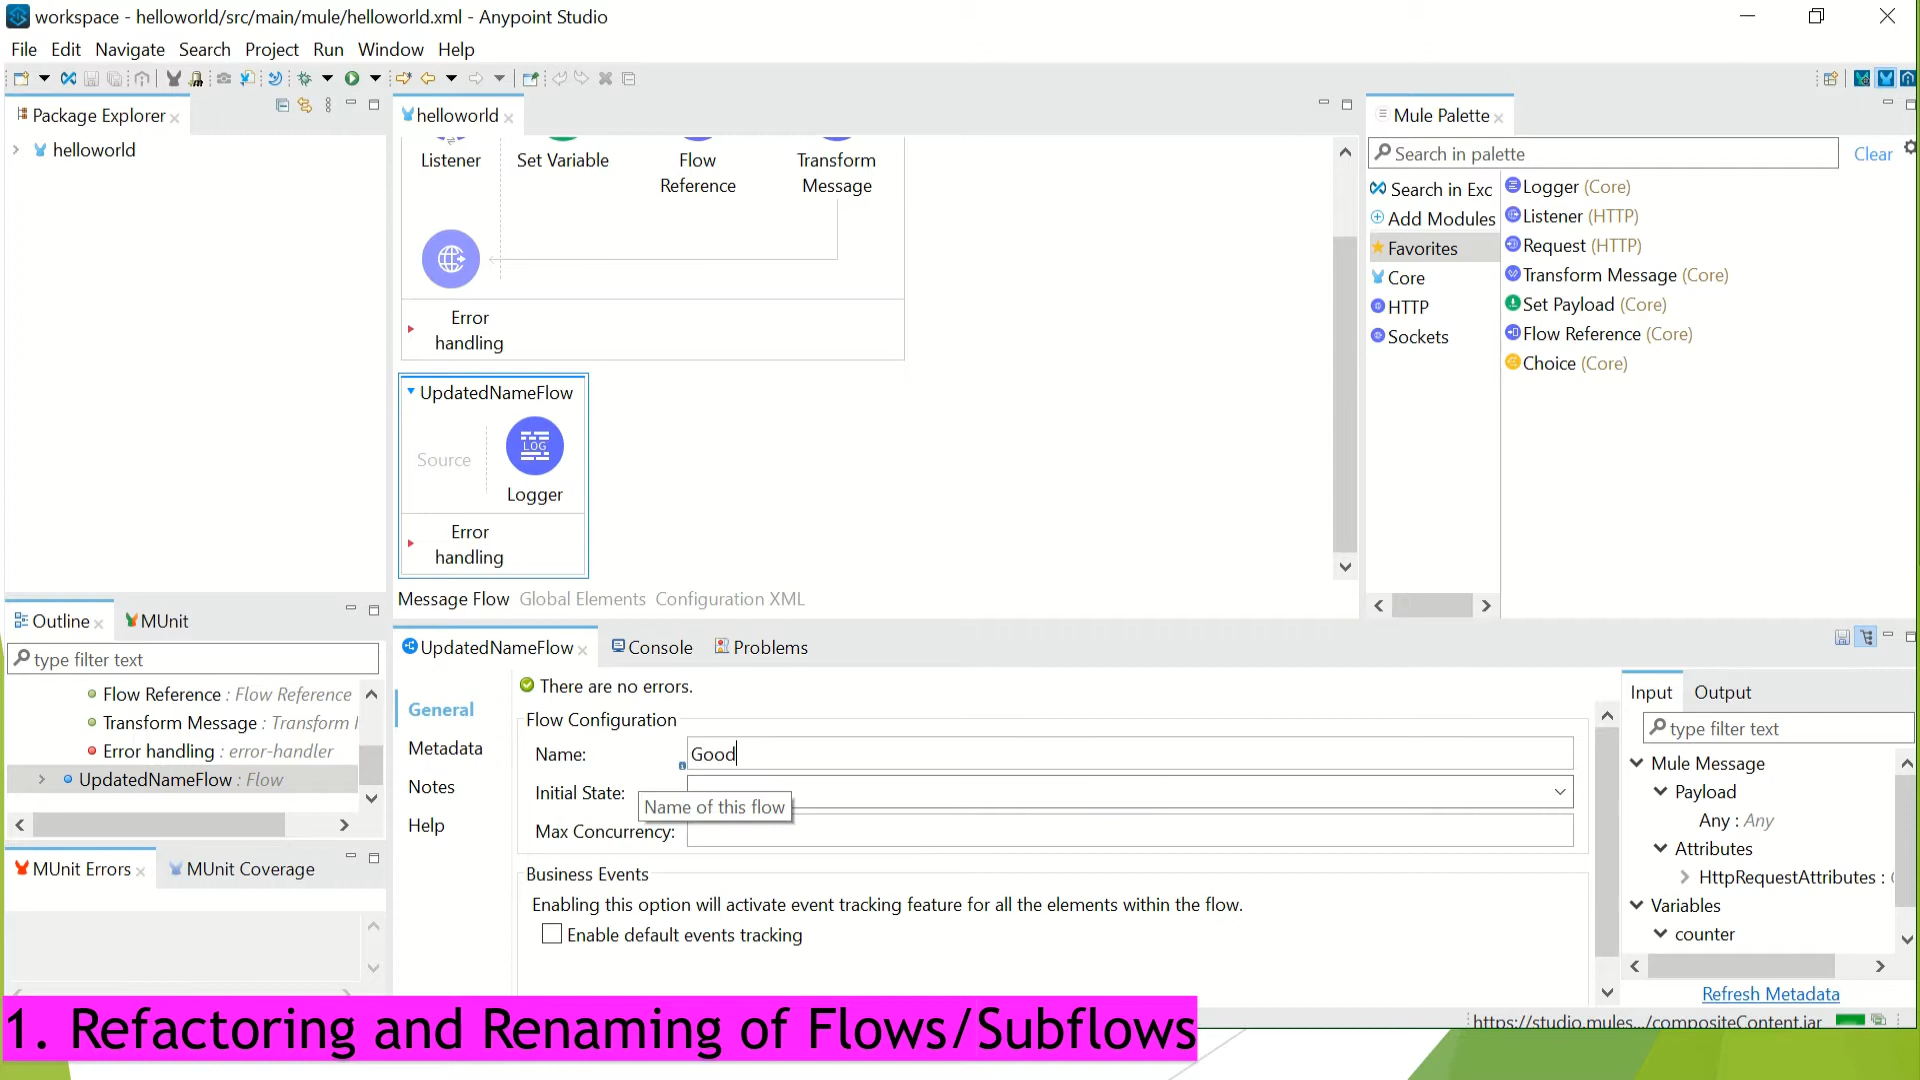 workspace - helloworld/src/main/mule/helloworld.xml - Anypoint Studio
File Edit Navigate Search Project Run Window Help
Package Explorer
helloworld
helloworld
Listener
Set Variable
Flow
Reference
Transform
Message
Error
handling
UpdatedNameFlow
Source
LOG
Logger
Error
handling
Message Flow Global Elements Configuration XML
Mule Palette
Search in palette
Clear
Search in Exc
Add Modules
Favorites
Core
HTTP
Sockets
Logger (Core)
Listener (HTTP)
Request (HTTP)
Transform Message (Core)
Set Payload (Core)
Flow Reference (Core)
Choice (Core)
Outline
MUnit
type filter text
Flow Reference : Flow Reference
Transform Message : Transform
Error handling : error-handler
UpdatedNameFlow : Flow
MUnit Errors
MUnit Coverage
UpdatedNameFlow
Console
Problems
General
Metadata
Notes
Help
There are no errors.
Flow Configuration
Name: Good
Initial State:
Name of this flow
Max Concurrency:
Business Events
Enabling this option will activate event tracking feature for all the elements within the flow.
Enable default events tracking
Input
Output
type filter text
Mule Message
Payload
Any : Any
Attributes
HttpRequestAttributes :
Variables
counter
Refresh Metadata
https://studio.mules.../compositeContent.jar
1. Refactoring and Renaming of Flows/Subflows